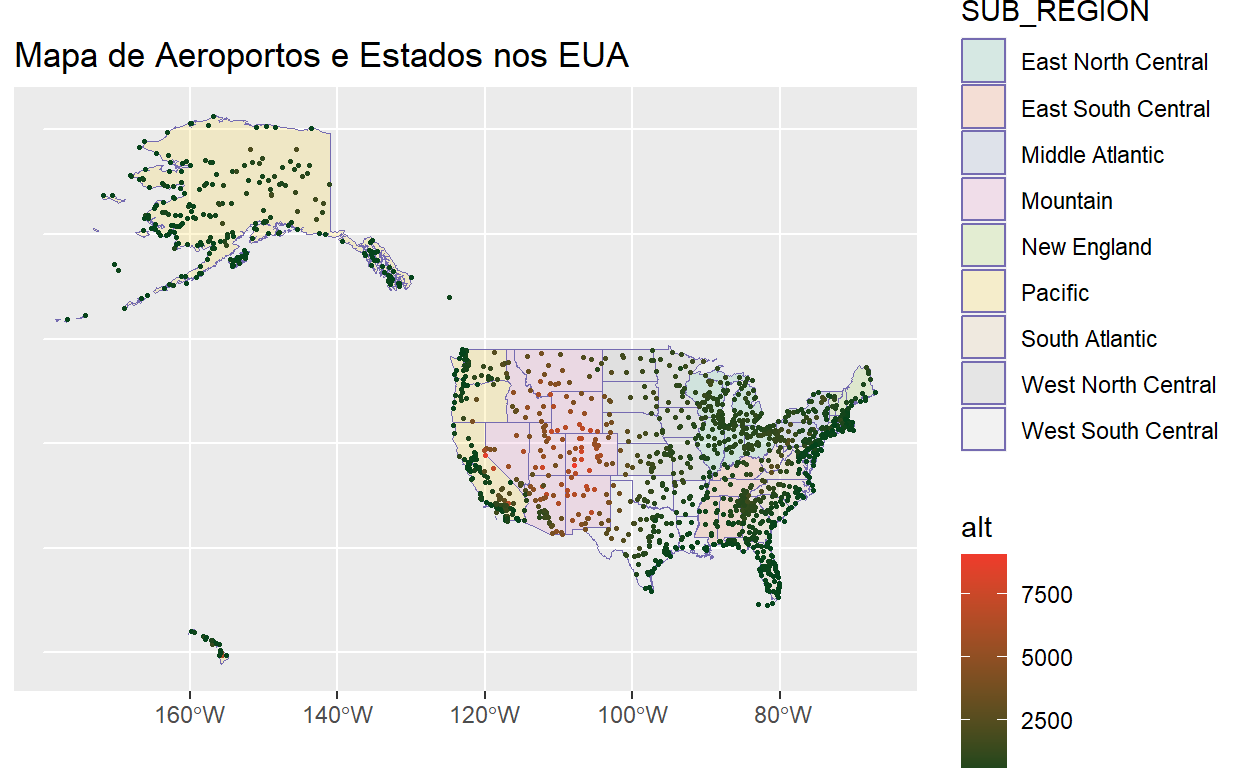 Mapa de Aeroportos e Estados nos EUA
160°W
140°W
120°W
100°W
80°W
SUB_REGION
East North Central
East South Central
Middle Atlantic
Mountain
New England
Pacific
South Atlantic
West North Central
West South Central
alt
7500
5000
2500